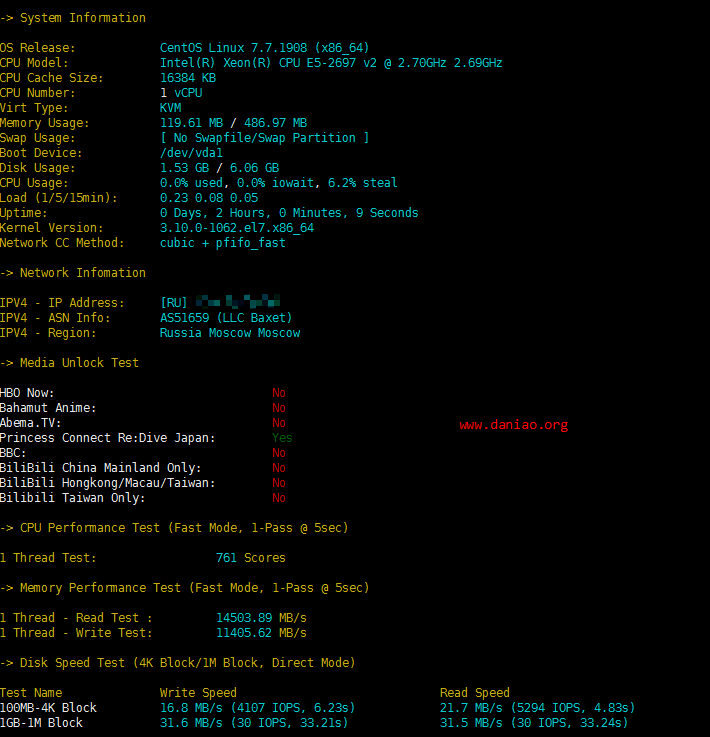 -> System Information
OS Release: CentOS Linux 7.7.1908 (x86_64)
CPU Model: Intel(R) Xeon(R) CPU E5-2697 v2 @ 2.70GHz 2.69GHz
CPU Cache Size: 16384 KB
CPU Number: 1 vCPU
Virt Type: KVM
Memory Usage: 119.61 MB / 486.97 MB
Swap Usage: [ No Swapfile/Swap Partition ]
Boot Device: /dev/vda1
Disk Usage: 1.53 GB / 6.06 GB
CPU Usage: 0.0% used, 0.0% iowait, 6.2% steal
Load (1/5/15min): 0.23 0.08 0.05
Uptime: 0 Days, 2 Hours, 0 Minutes, 9 Seconds
Kernel Version: 3.10.0-1062.el7.x86_64
Network CC Method: cubic + pfifo_fast
-> Network Infomation
IPV4 - IP Address: [RU]
IPV4 - ASN Info: AS51659 (LLC Baxet)
IPV4 - Region: Russia Moscow Moscow
-> Media Unlock Test
HBO Now: No
Bahamut Anime: No
Abema.TV: No
www.daniao.org
Princess Connect Re:Dive Japan: Yes
BBC: No
BiliBili China Mainland Only: No
BiliBili Hongkong/Macau/Taiwan: No
Bilibili Taiwan Only: No
-> CPU Performance Test (Fast Mode, 1-Pass @ 5sec)
1 Thread Test: 761 Scores
-> Memory Performance Test (Fast Mode, 1-Pass @ 5sec)
1 Thread - Read Test : 14503.89 MB/s
1 Thread - Write Test: 11405.62 MB/s
-> Disk Speed Test (4K Block/1M Block, Direct Mode)
Test Name Write Speed Read Speed
100MB-4K Block 16.8 MB/s (4107 IOPS, 6.23s) 21.7 MB/s (5294 IOPS, 4.83s)
1GB-1M Block 31.6 MB/s (30 IOPS, 33.21s) 31.5 MB/s (30 IOPS, 33.24s)